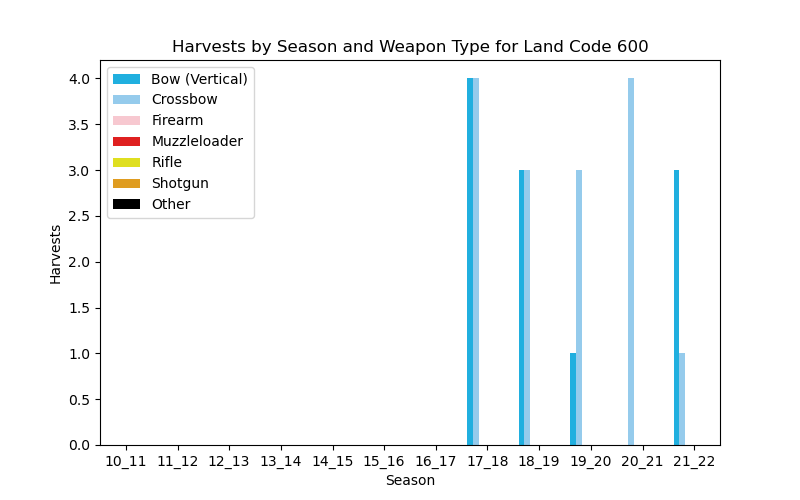 Harvests by Season and Weapon Type for Land Code 600
Bow (Vertical)
Crossbow
Firearm
Muzzleloader
Rifle
Shotgun
Other
4.0
3.5
3.0
2.5
2.0
1.5
1.0
0.5
0.0
Harvests
10_11 11_12 12_13 13_14 14_15 15_16 16_17 17_18 18_19 19_20 20_21 21_22
Season